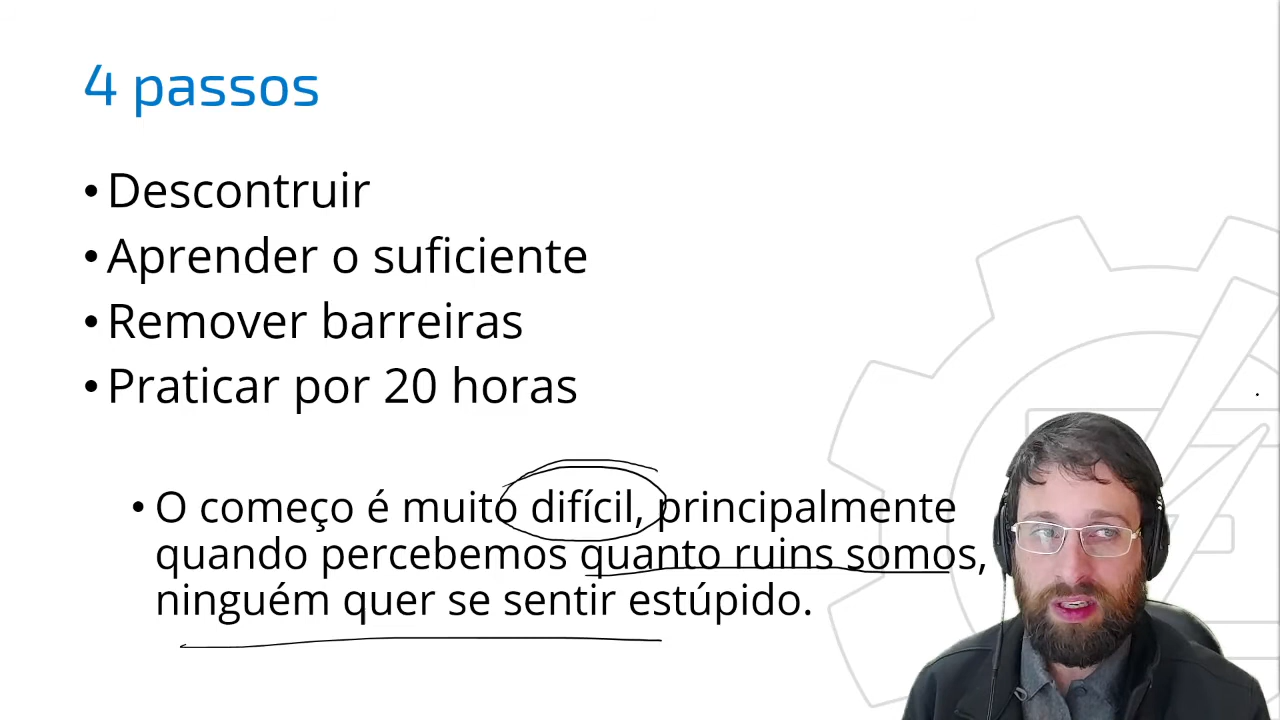 4 passos
• Descontruir
• Aprender o suficiente
• Remover barreiras
• Praticar por 20 horas
• O começo é muito difícil, principalmente
quando percebemos quanto ruins somos,
ninguém quer se sentir estúpido.